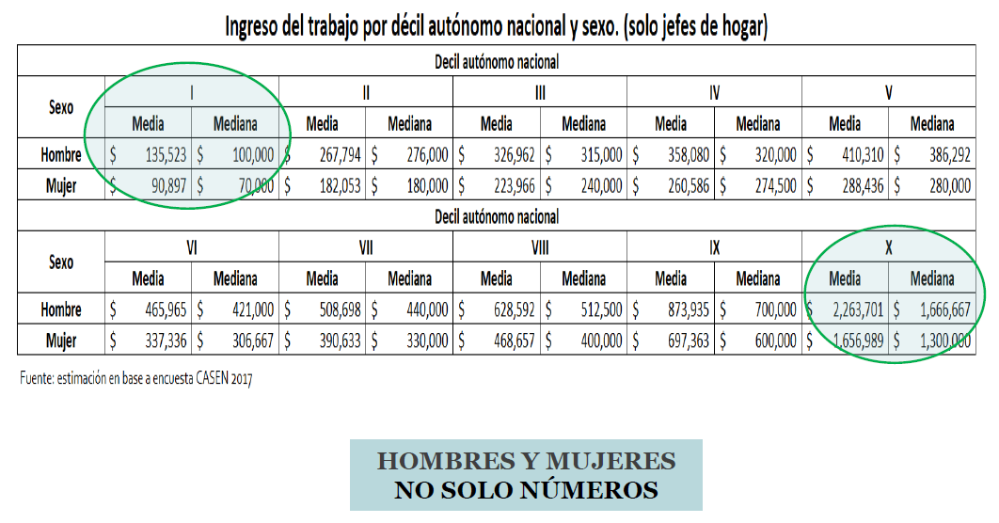 Ingreso del trabajo por décil autónomo nacional y sexo. (solo jefes de hogar)
Decil autónomo nacional
Sexo I II III IV V
Media Mediana Media Mediana Media Mediana Media Mediana Media Mediana
Hombre $ 135,523 $ 100,000 $ 267,794 $ 276,000 $ 326,962 $ 315,000 $ 358,080 $ 320,000 $ 410,310 $ 386,292
Mujer $ 90,897 $ 70,000 $ 182,053 $ 180,000 $ 223,966 $ 240,000 $ 260,586 $ 274,500 $ 288,436 $ 280,000
Decil autónomo nacional
Sexo VI VII VIII IX X
Media Mediana Media Mediana Media Mediana Media Mediana Media Mediana
Hombre $ 465,965 $ 421,000 $ 508,698 $ 440,000 $ 628,592 $ 512,500 $ 873,935 $ 700,000 $ 2,263,701 $ 1,666,667
Mujer $ 337,336 $ 306,667 $ 390,633 $ 330,000 $ 468,657 $ 400,000 $ 697,363 $ 600,000 $ 1,656,989 $ 1,300,000
Fuente: estimación en base a encuesta CASEN 2017
HOMBRES Y MUJERES
NO SOLO NÚMEROS